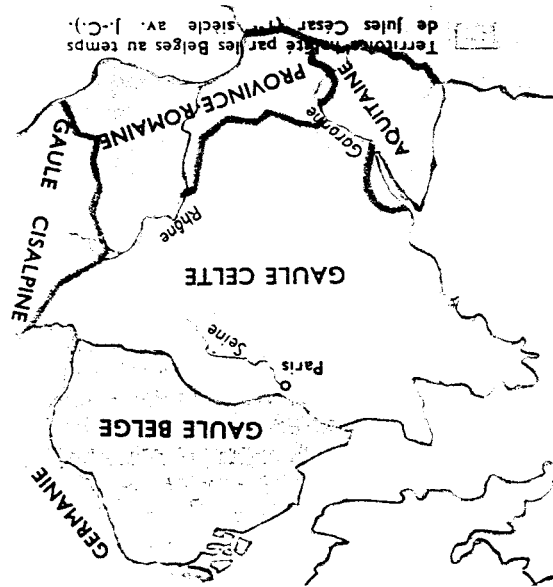 GERMANIE
GAULE BELGE
Paris
Seine
GAULE CELTE
Rhône
GAULE CISALPINE
Garonne
AQUITAINE
PROVINCE ROMAINE
Territoire habité par les Belges au temps
de Jules César (Iᵉʳ siècle av. J.-C.).